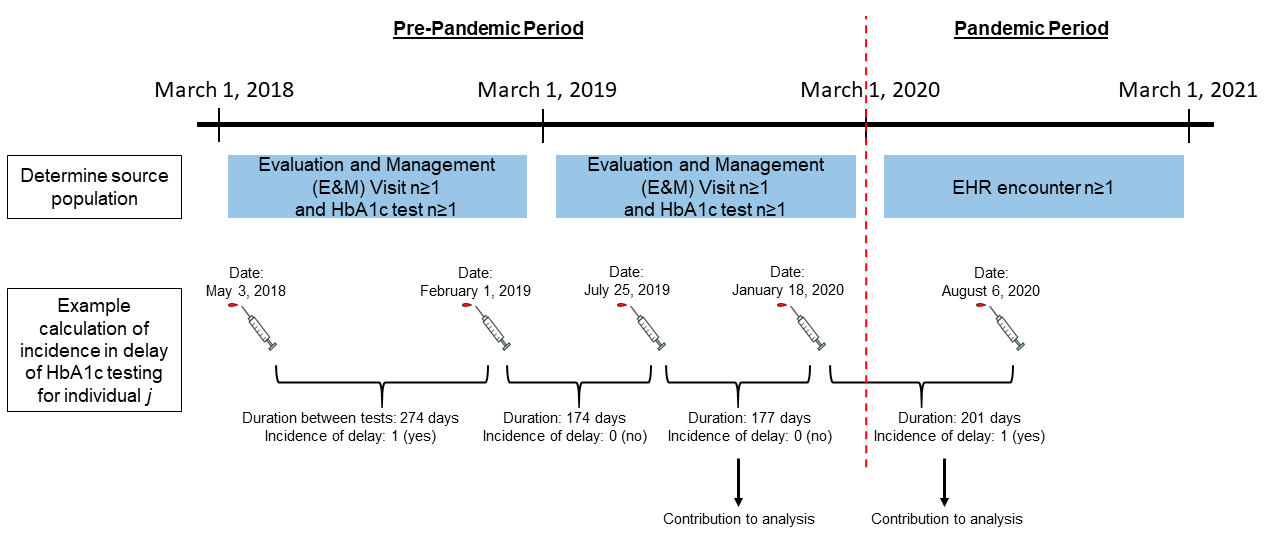 Pre-Pandemic Period
Pandemic Period
March 1, 2018
March 1, 2019
March 1, 2020
March 1, 2021
Determine source
population
Evaluation and Management
(E&M) Visit n≥1
and HbA1c test n≥1
Evaluation and Management
(E&M) Visit n≥1
and HbA1c test n≥1
EHR encounter n≥1
Example
calculation of
incidence in delay
of HbA1c testing
for individual j
Date:
May 3, 2018
Date:
February 1, 2019
Date:
July 25, 2019
Date:
January 18, 2020
Date:
August 6, 2020
Duration between tests: 274 days
Incidence of delay: 1 (yes)
Duration: 174 days
Incidence of delay: 0 (no)
Duration: 177 days
Incidence of delay: 0 (no)
Duration: 201 days
Incidence of delay: 1 (yes)
Contribution to analysis
Contribution to analysis